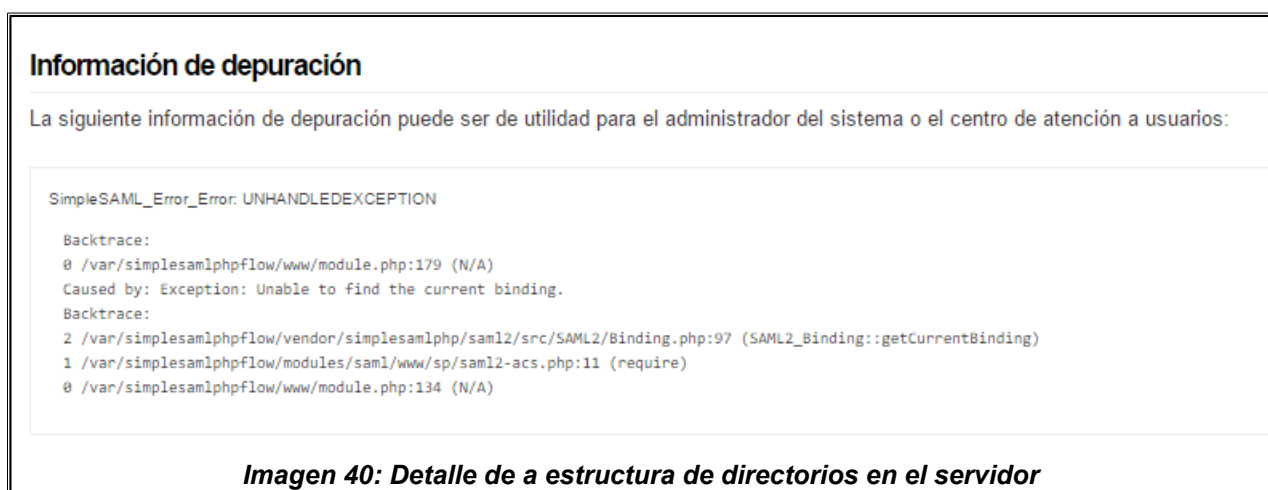 Información de depuración
La siguiente información de depuración puede ser de utilidad para el administrador del sistema o el centro de atención a usuarios:
SimpleSAML_Error_Error: UNHANDLEDEXCEPTION
Backtrace:
0 /var/simplesamlphpflow/www/module.php:179 (N/A)
Caused by: Exception: Unable to find the current binding.
Backtrace:
2 /var/simplesamlphpflow/vendor/simplesamlphp/saml2/src/SAML2/Binding.php:97 (SAML2_Binding::getCurrentBinding)
1 /var/simplesamlphpflow/modules/saml/www/sp/saml2-acs.php:11 (require)
0 /var/simplesamlphpflow/www/module.php:134 (N/A)
Imagen 40: Detalle de a estructura de directorios en el servidor